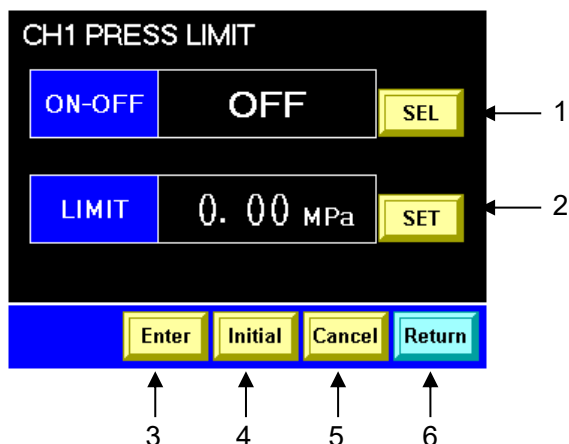 CH1 PRESS LIMIT
ON-OFF OFF SEL 1
LIMIT 0.00 MPa SET 2
Enter Initial Cancel Return
3 4 5 6